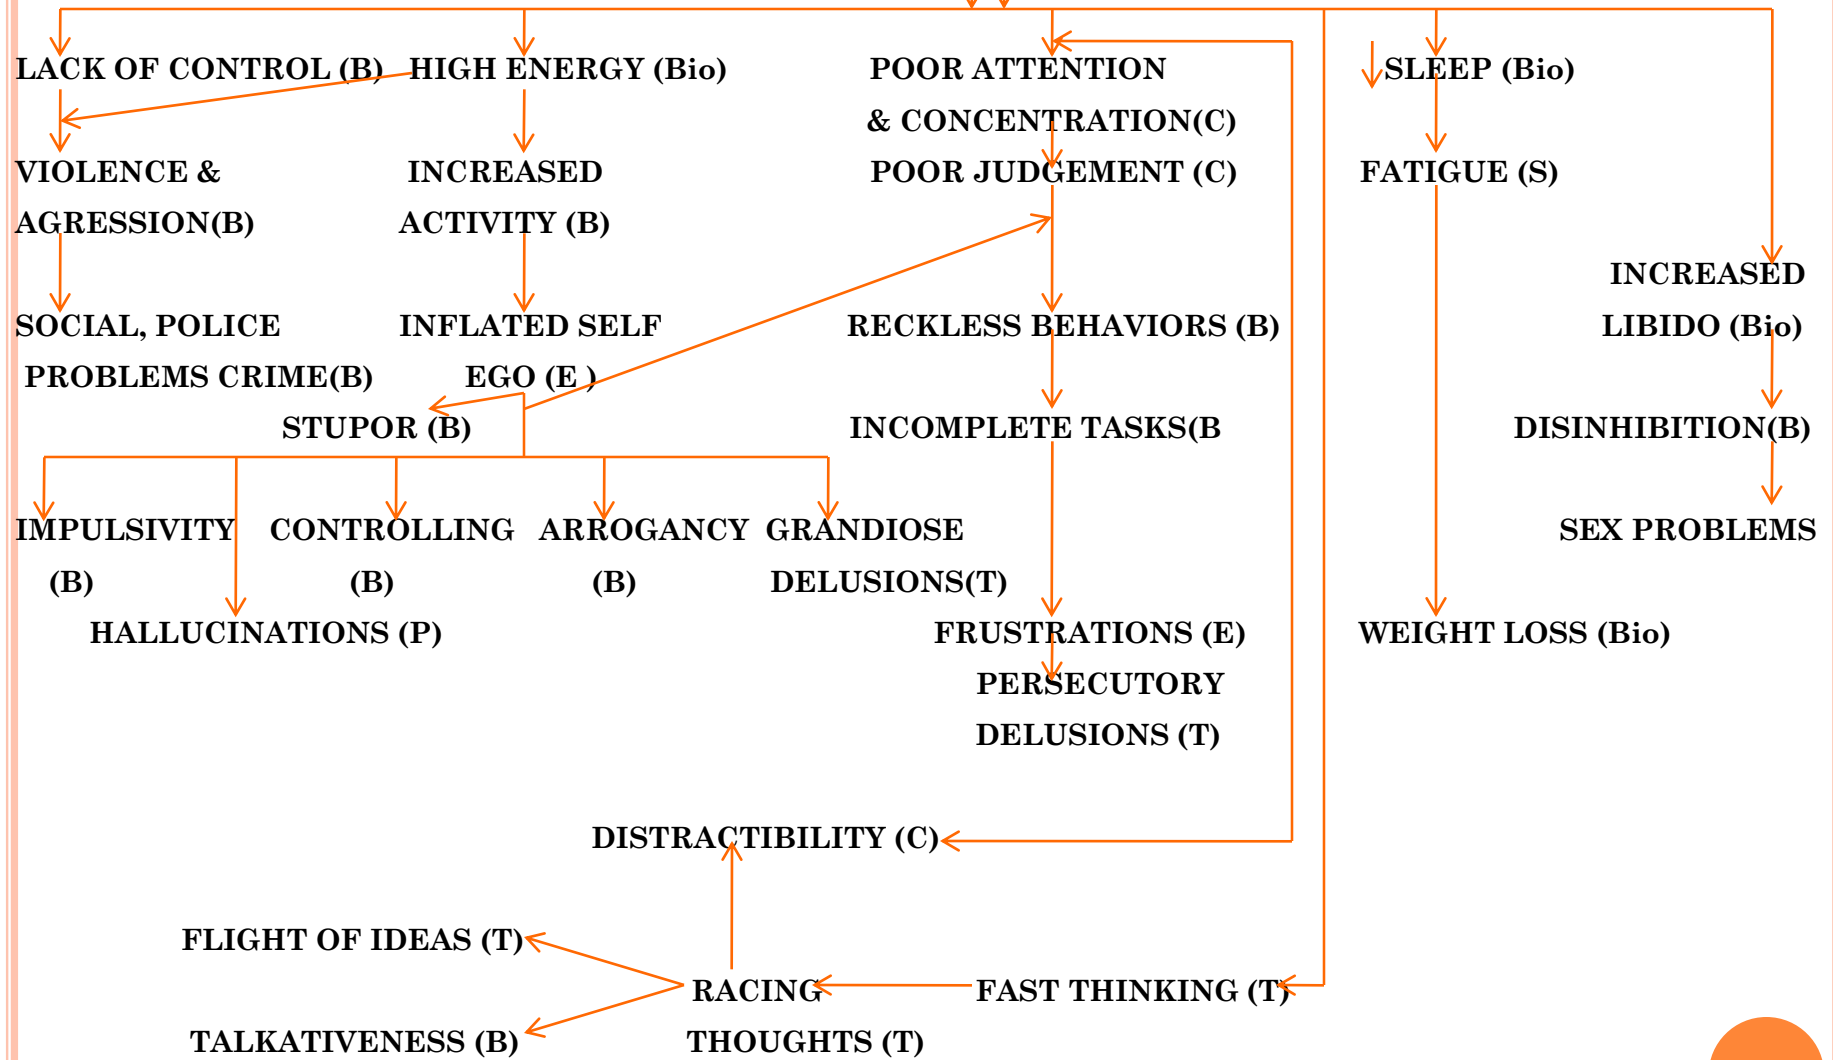 LACK OF CONTROL (B) HIGH ENERGY (Bio) POOR ATTENTION SLEEP (Bio)
& CONCENTRATION(C)
VIOLENCE & INCREASED POOR JUDGEMENT (C) FATIGUE (S)
AGRESSION(B) ACTIVITY (B)
INCREASED
SOCIAL, POLICE INFLATED SELF RECKLESS BEHAVIORS (B) LIBIDO (Bio)
PROBLEMS CRIME(B) EGO (E )
STUPOR (B) INCOMPLETE TASKS(B DISINHIBITION(B)
IMPULSIVITY CONTROLLING ARROGANCY GRANDIOSE SEX PROBLEMS
(B) (B) (B) DELUSIONS(T)
HALLUCINATIONS (P) FRUSTRATIONS (E) WEIGHT LOSS (Bio)
PERSECUTORY
DELUSIONS (T)
DISTRACTIBILITY (C)
FLIGHT OF IDEAS (T)
RACING FAST THINKING (T)
TALKATIVENESS (B) THOUGHTS (T)